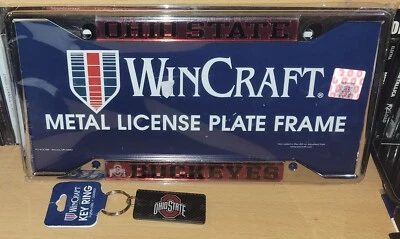 OHIO STATE
WINCRAFT®
METAL LICENSE PLATE FRAME
BUCKEYES
WINCRAFT
KEY RING
OHIO STATE